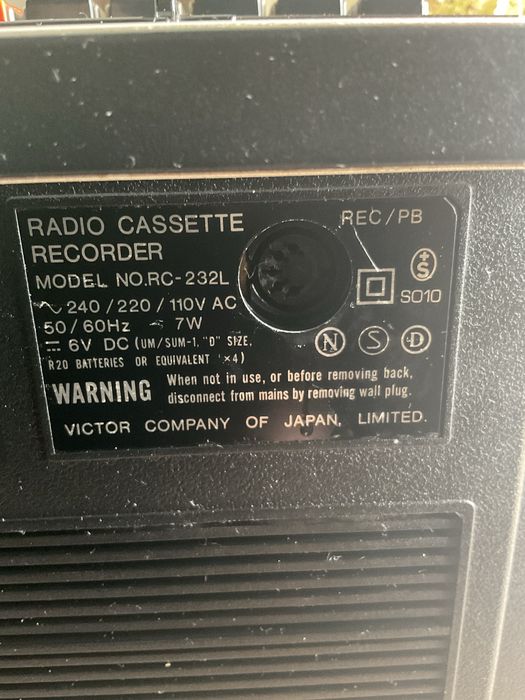 RADIO CASSETTE
RECORDER
REC/PB
MODEL NO.RC-232L
~ 240/220/110V AC
50/60Hz 7W
S
SO10
⎓ 6V DC (UM/SUM-1, "D" SIZE,
R20 BATTERIES OR EQUIVALENT ×4)
N S D
WARNING When not in use, or before removing back,
disconnect from mains by removing wall plug.
VICTOR COMPANY OF JAPAN, LIMITED.